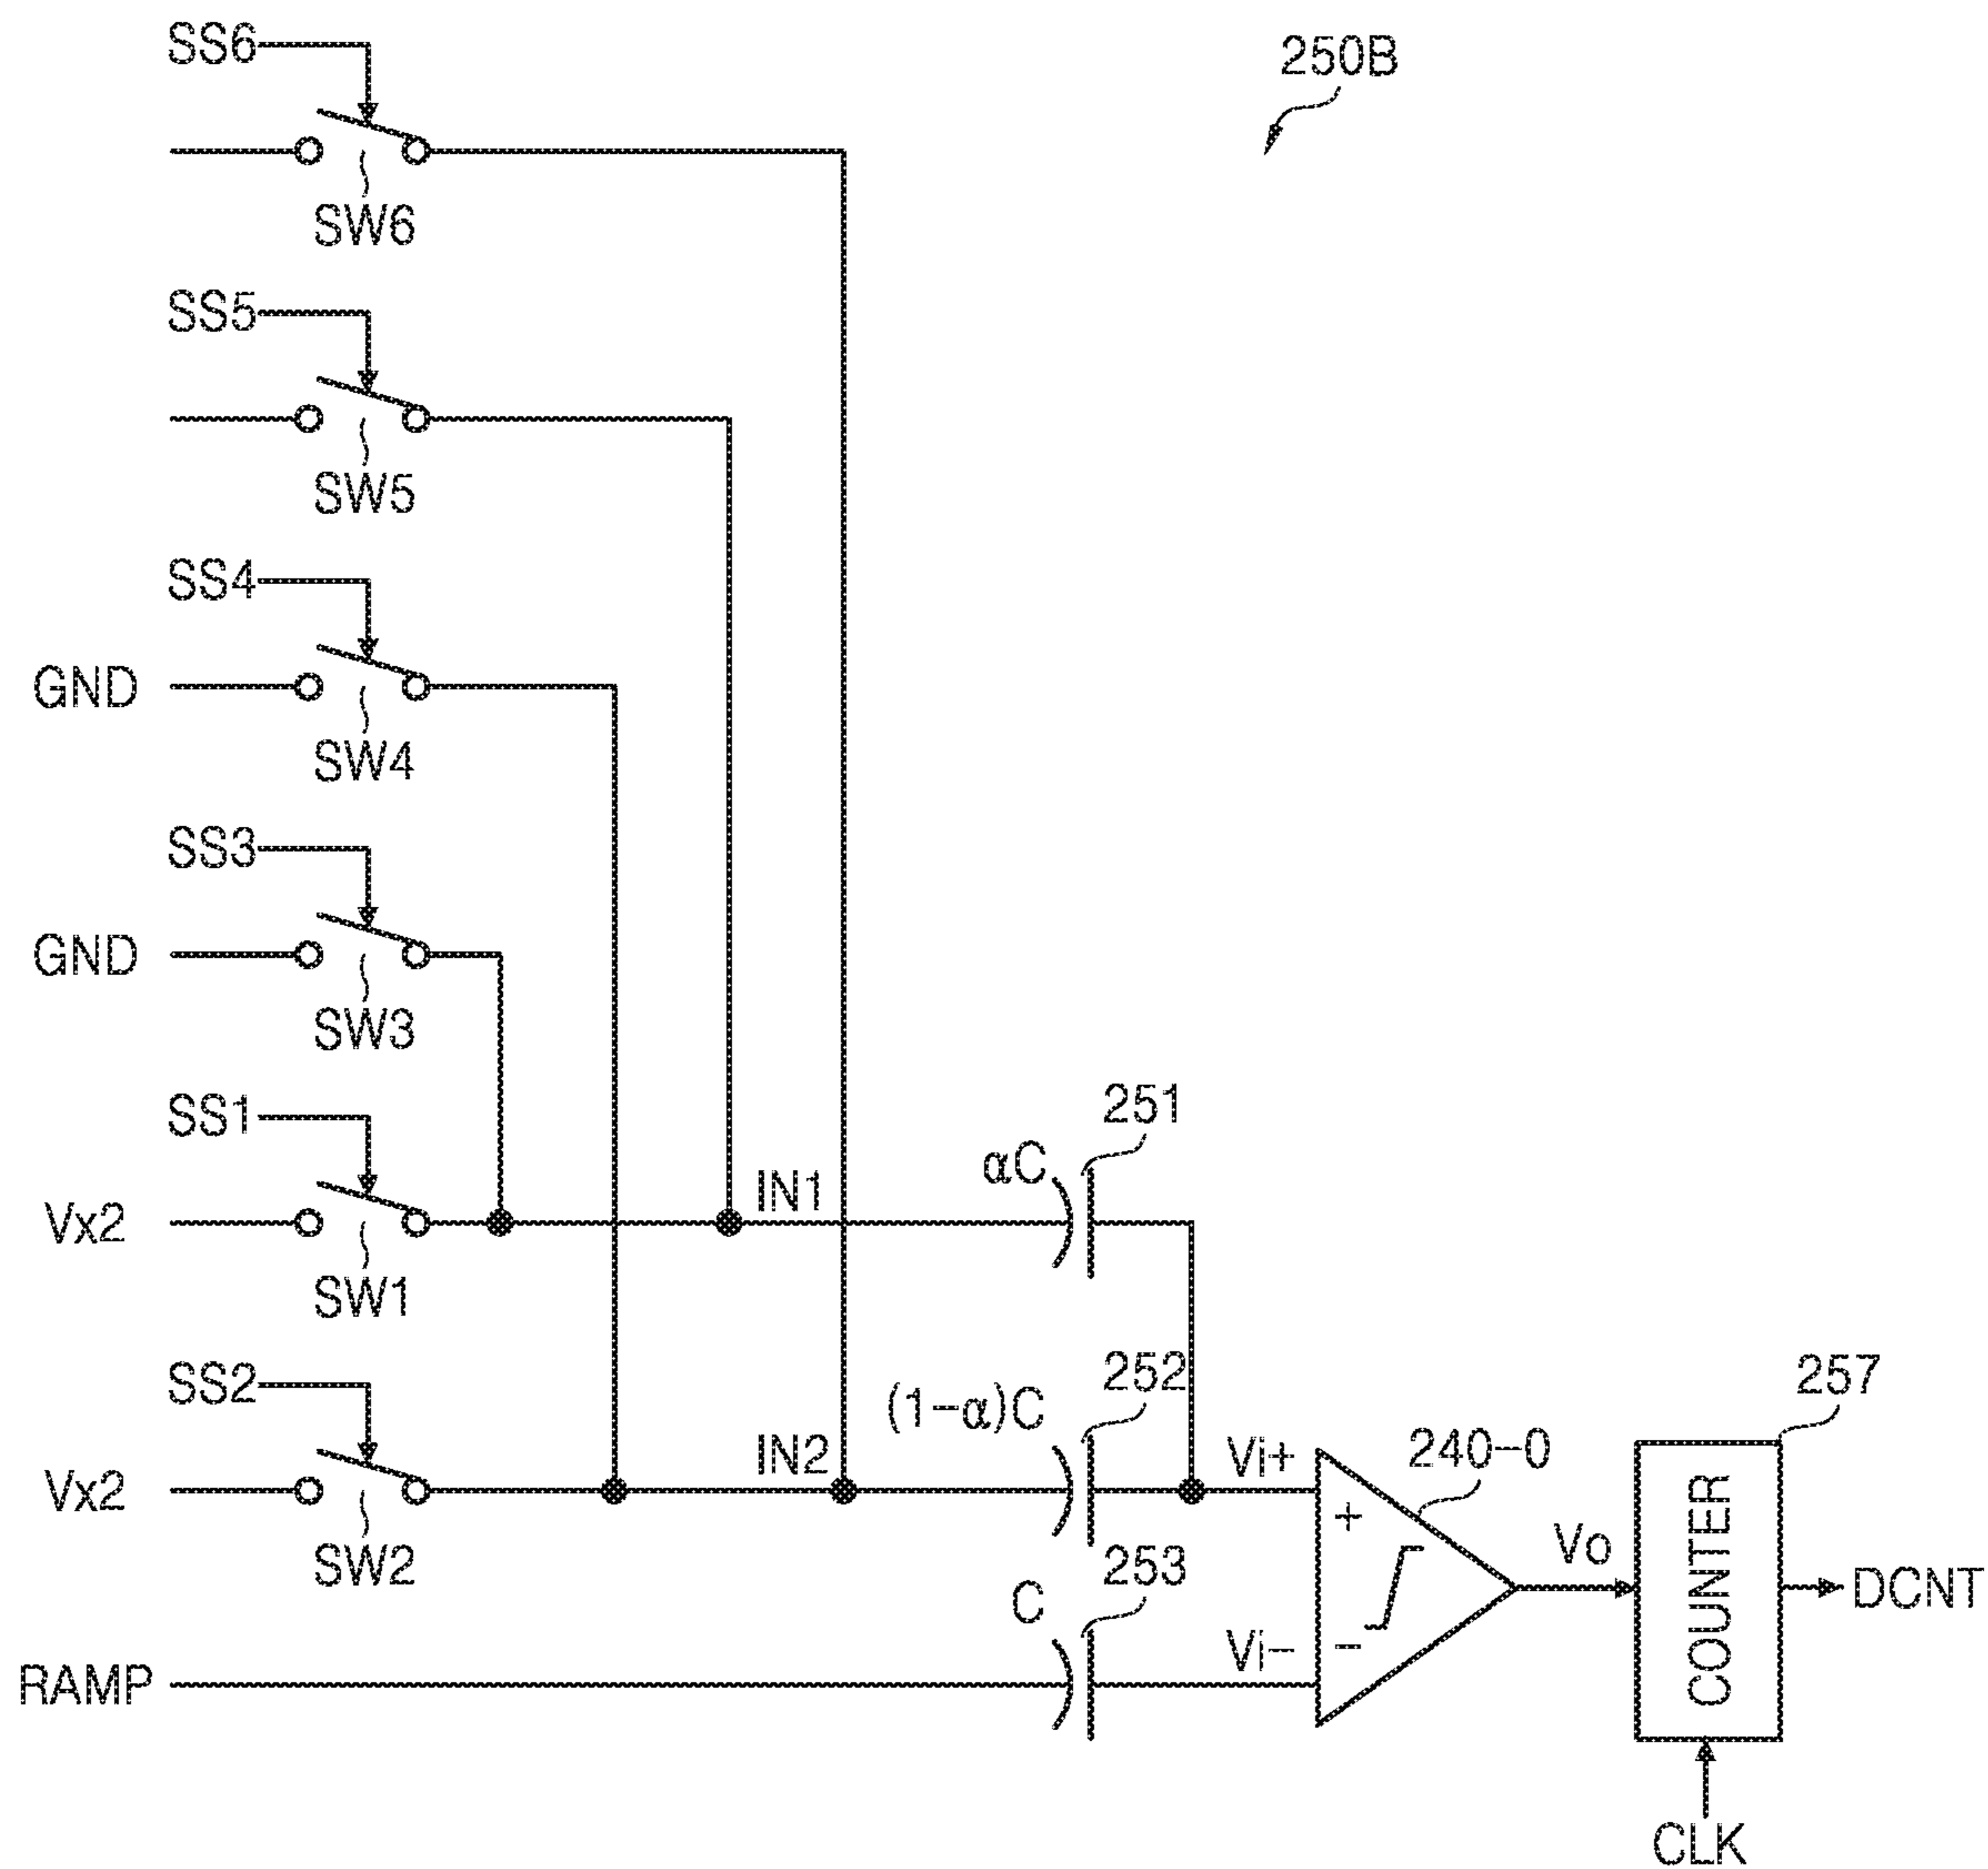 SS6
250B
SW6
SS5
SW5
SS4
GND
SW4
SS3
GND
SW3
SS1
251
αC
IN1
Vx2
SW1
SS2
252
(1-α)C
257
IN2
Vi+
240-0
Vx2
+
Vo
COUNTER
SW2
253
C
DCNT
Vi-
-
RAMP
CLK